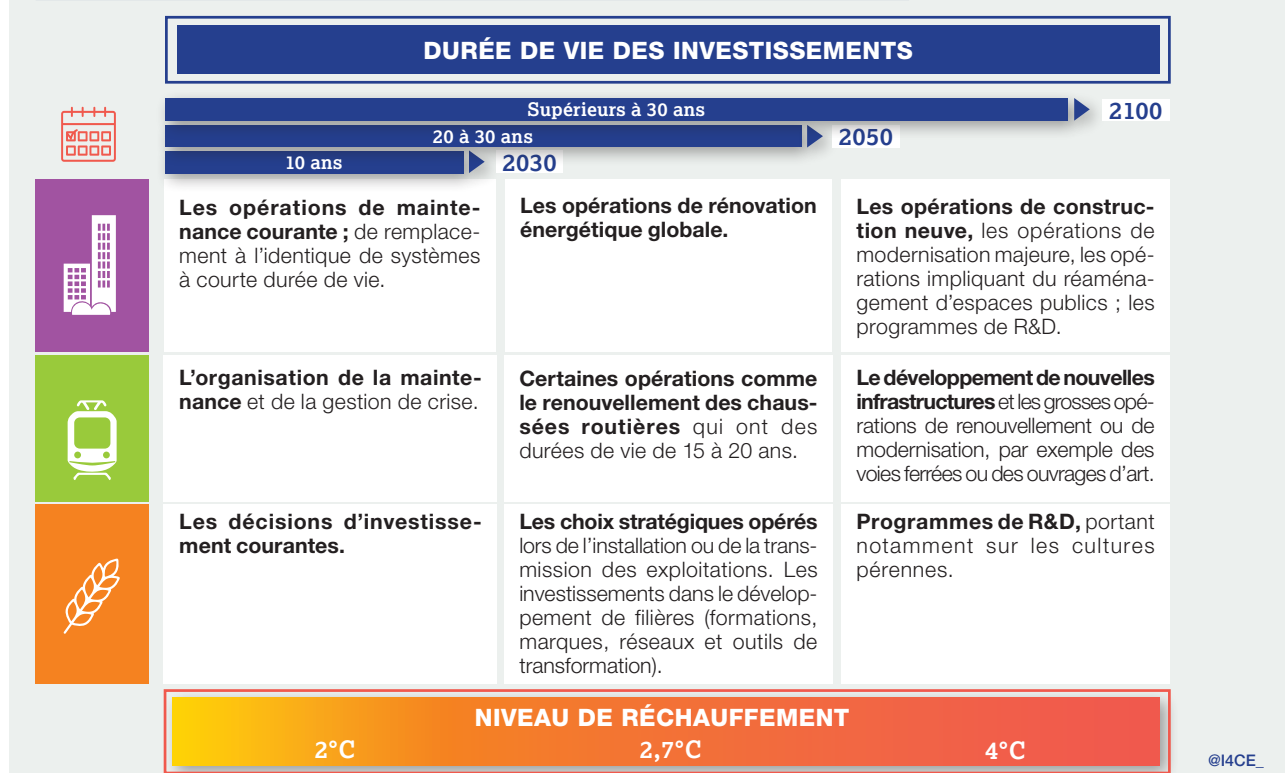 DURÉE DE VIE DES INVESTISSEMENTS
Supérieurs à 30 ans
2100
20 à 30 ans
2050
10 ans
2030
Les opérations de mainte-
nance courante ; de remplace-
ment à l'identique de systèmes
à courte durée de vie.
Les opérations de rénovation
énergétique globale.
Les opérations de construc-
tion neuve, les opérations de
modernisation majeure, les opé-
rations impliquant du réaména-
gement d'espaces publics ; les
programmes de R&D.
L'organisation de la mainte-
nance et de la gestion de crise.
Certaines opérations comme
le renouvellement des chaus-
sées routières qui ont des
durées de vie de 15 à 20 ans.
Le développement de nouvelles
infrastructures et les grosses opé-
rations de renouvellement ou de
modernisation, par exemple des
voies ferrées ou des ouvrages d'art.
Les décisions d'investisse-
ment courantes.
Les choix stratégiques opérés
lors de l'installation ou de la trans-
mission des exploitations. Les
investissements dans le dévelop-
pement de filières (formations,
marques, réseaux et outils de
transformation).
Programmes de R&D, portant
notamment sur les cultures
pérennes.
NIVEAU DE RÉCHAUFFEMENT
2°C
2,7°C
4°C
@I4CE_